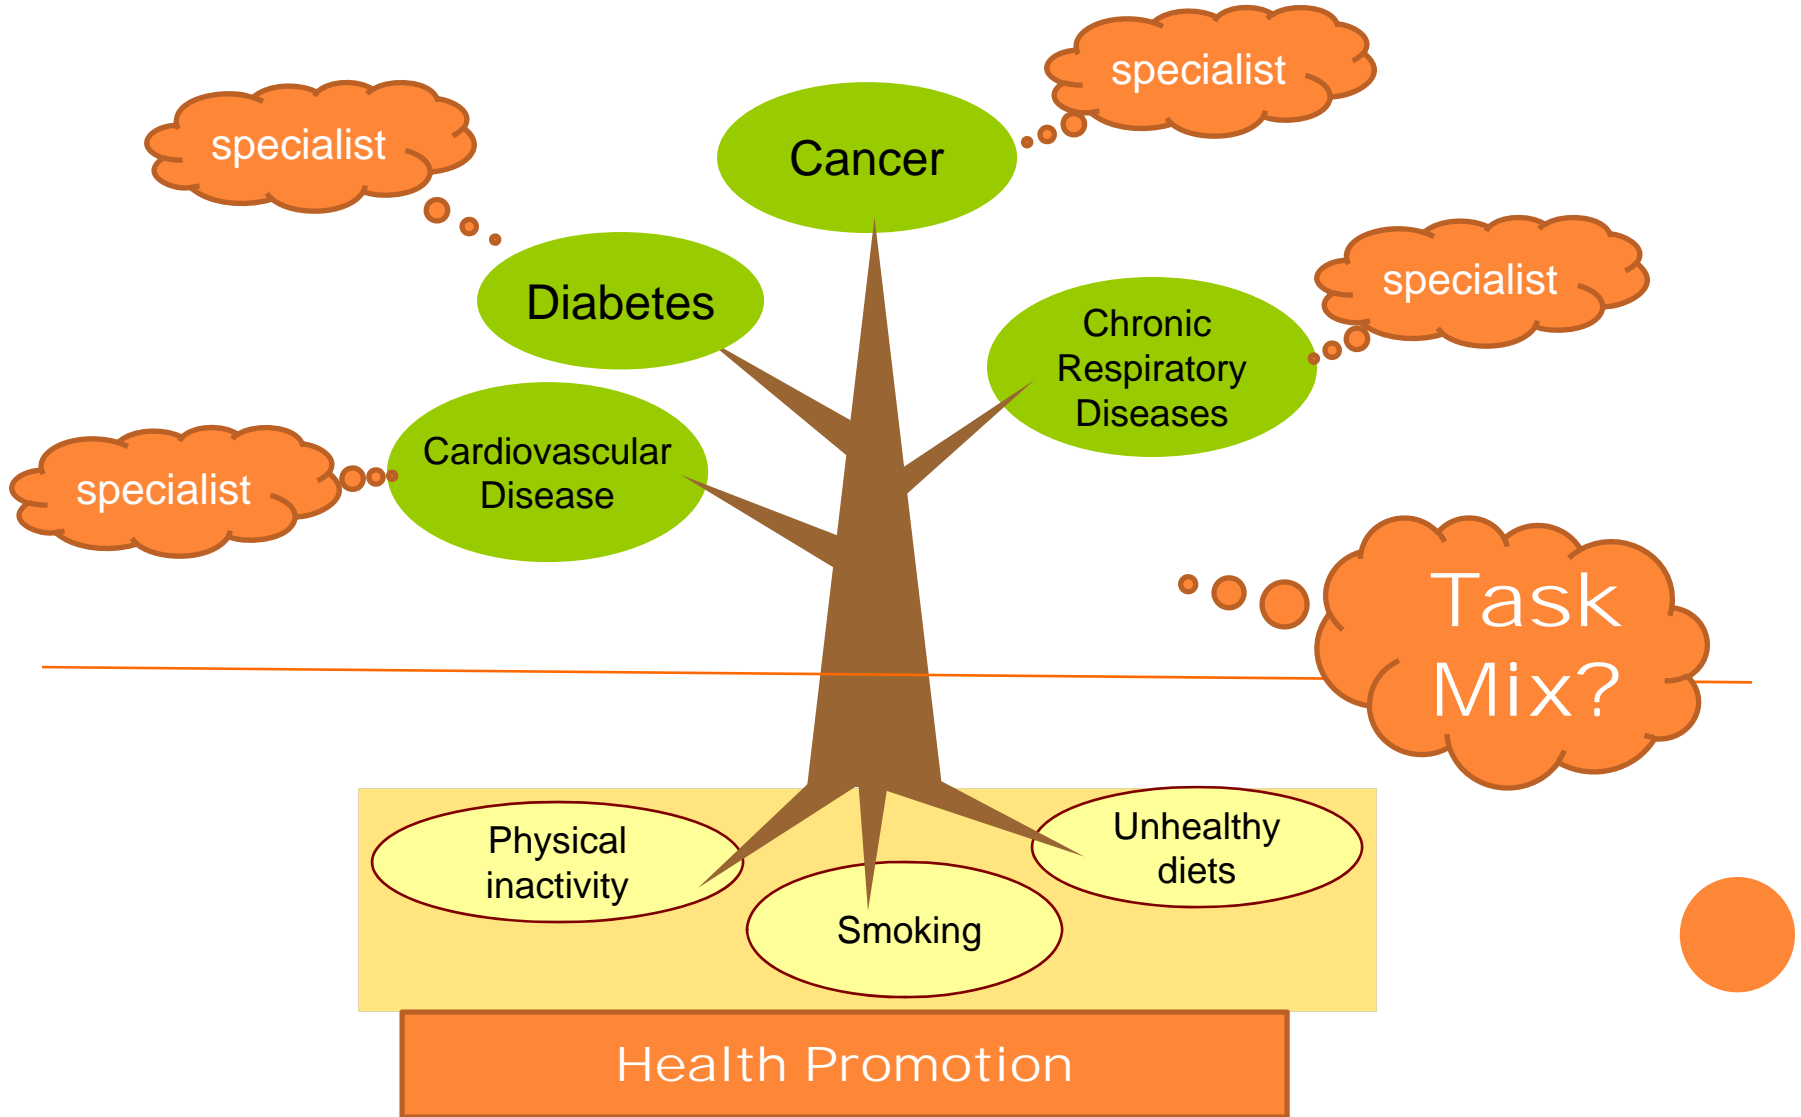 specialist
specialist
Cancer
specialist
Diabetes
Chronic
Respiratory
Diseases
Cardiovascular
Disease
specialist
Task
Mix?
Physical
inactivity
Unhealthy
diets
Smoking
Health Promotion